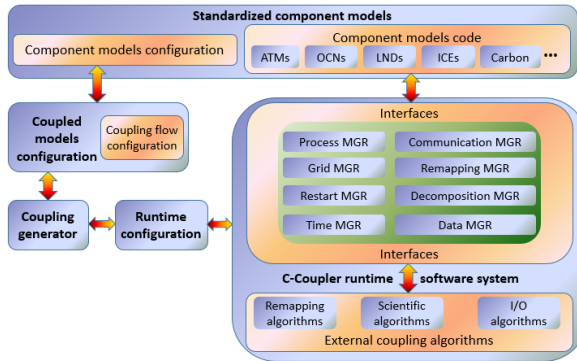 Standardized component models
Component models configuration
Component models code
ATMs
OCNs
LNDs
ICEs
Carbon
...
Coupled models
configuration
Coupling flow
configuration
Coupling
generator
Runtime
configuration
Interfaces
Process MGR
Communication MGR
Grid MGR
Remapping MGR
Restart MGR
Decomposition MGR
Time MGR
Data MGR
Interfaces
C-Coupler runtime software system
Remapping
algorithms
Scientific
algorithms
I/O
algorithms
External coupling algorithms